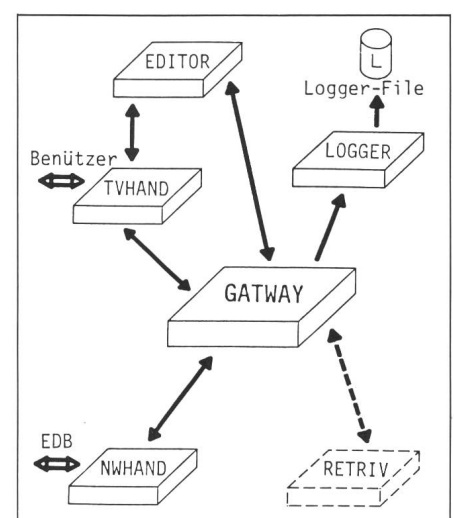 EDITOR
L
Logger-File
Benützer
LOGGER
TVHAND
GATWAY
EDB
NWHAND
RETRIV